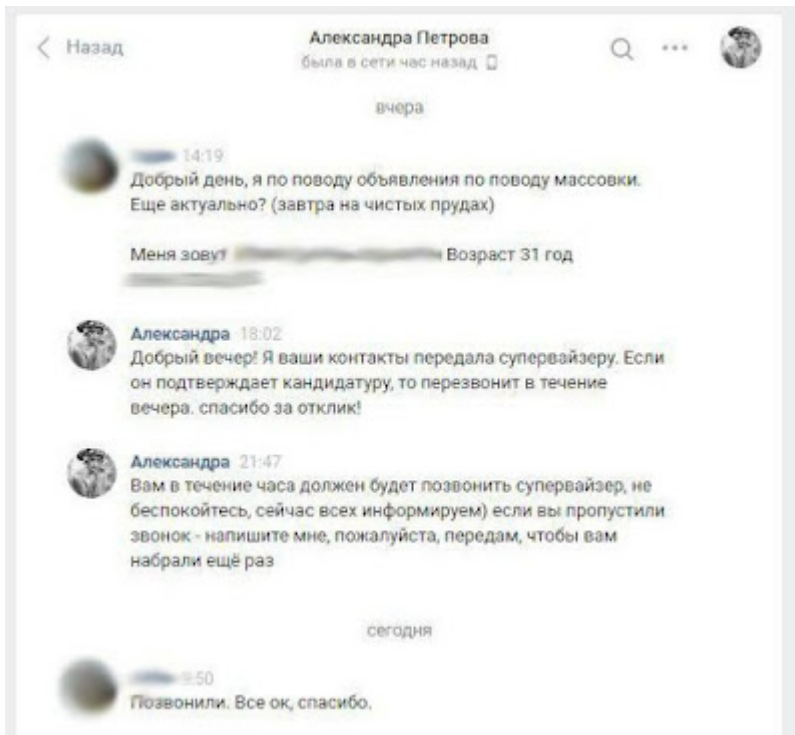 Назад
Александра Петрова
была в сети час назад
вчера
14:19
Добрый день, я по поводу объявления по поводу массовки.
Еще актуально? (завтра на чистых прудах)
Меня зовут
Возраст 31 год
Александра 18:02
Добрый вечер! Я ваши контакты передала супервайзеру. Если
он подтверждает кандидатуру, то перезвонит в течение
вечера. спасибо за отклик!
Александра 21:47
Вам в течение часа должен будет позвонить супервайзер, не
беспокойтесь, сейчас всех информируем) если вы пропустили
звонок - напишите мне, пожалуйста, передам, чтобы вам
набрали ещё раз
сегодня
9:50
Позвонили. Все ок, спасибо.